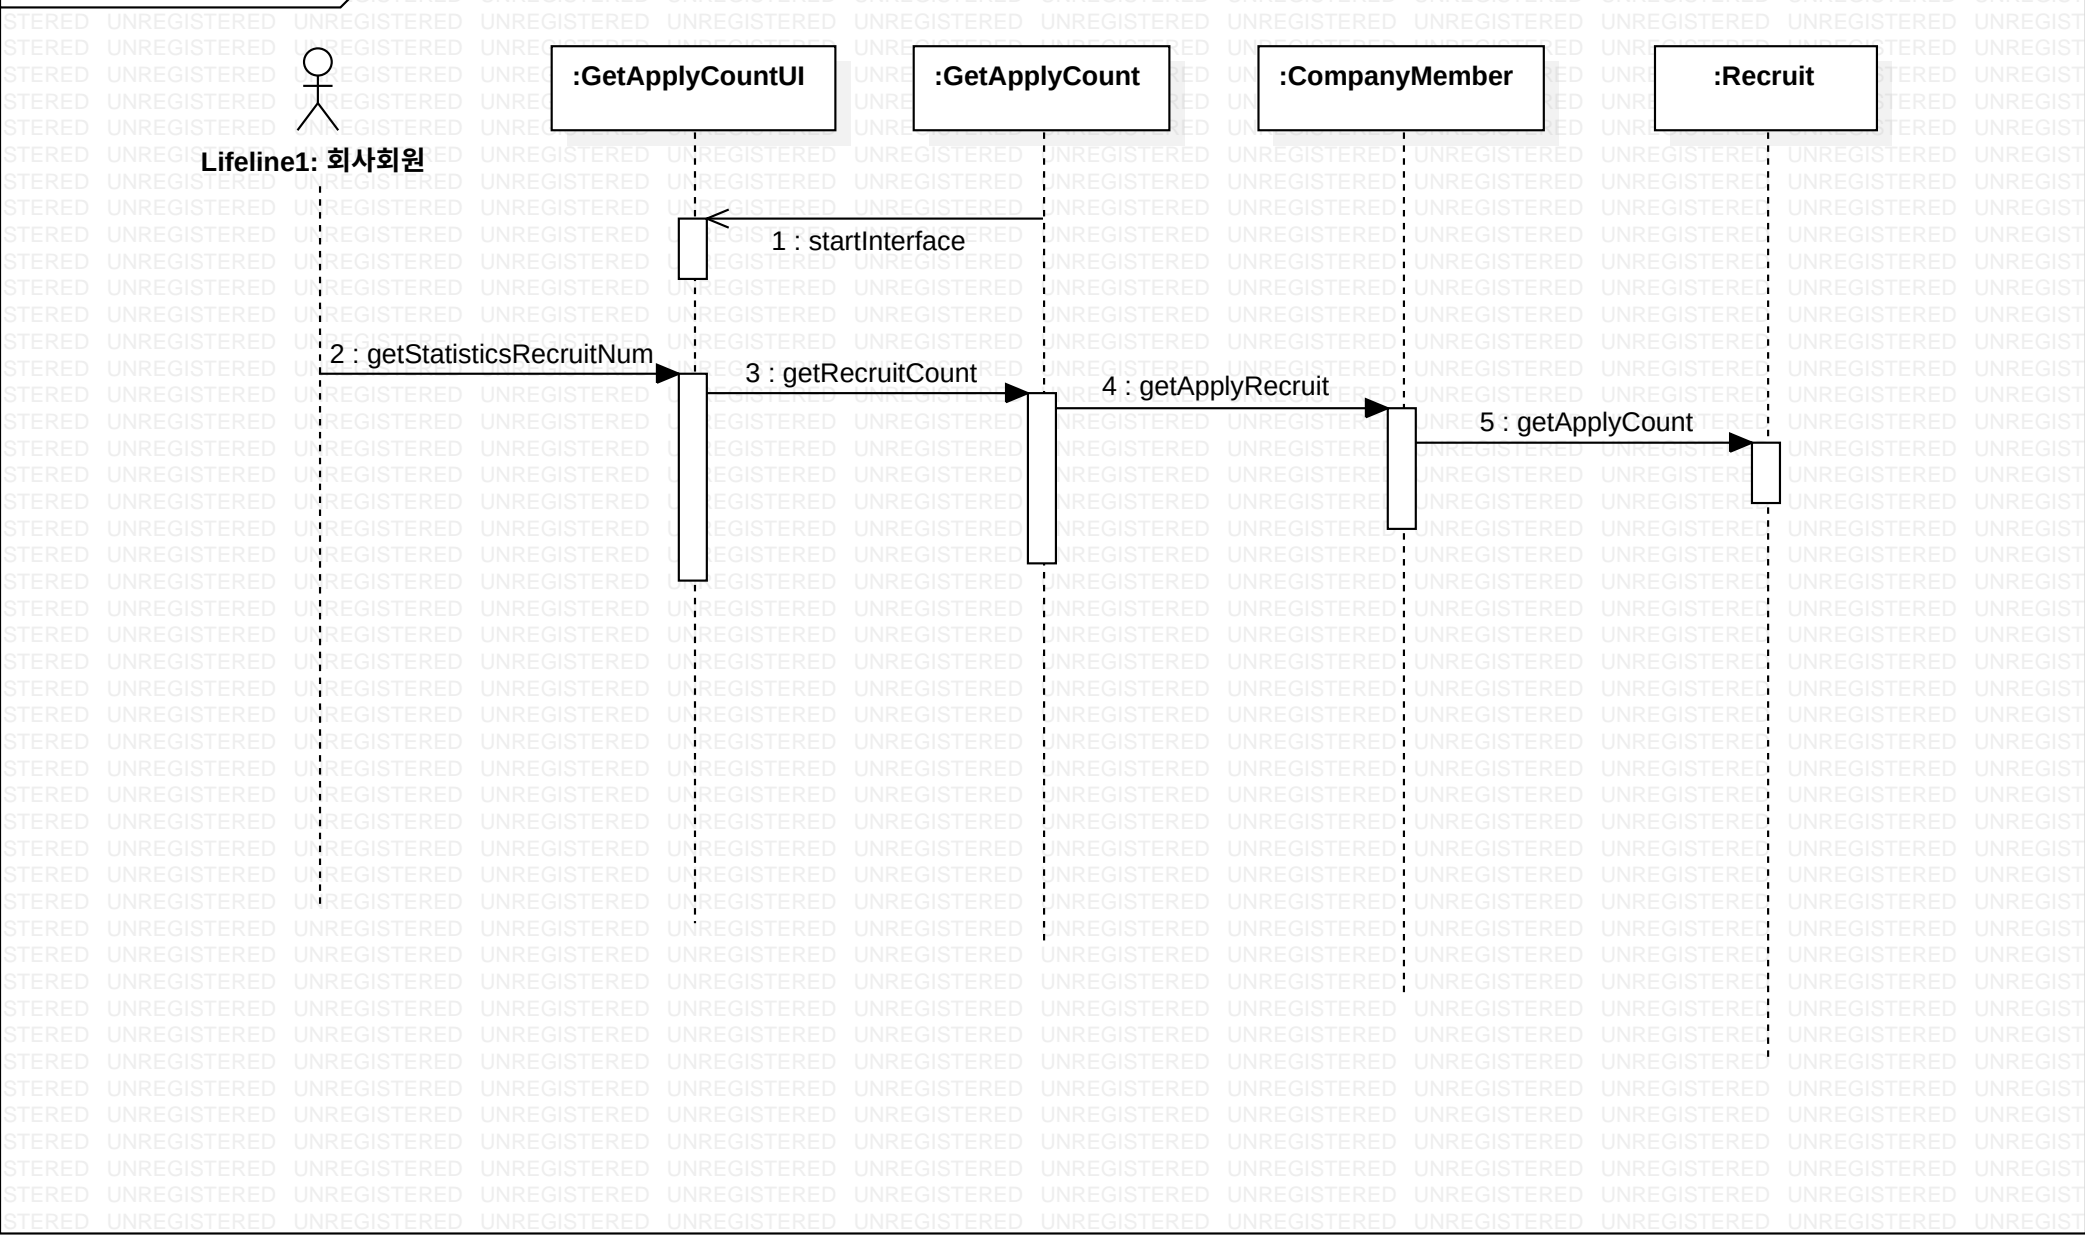 :GetApplyCountUI
:GetApplyCount
:CompanyMember
:Recruit
Lifeline1: 회사회원
1 : startInterface
2 : getStatisticsRecruitNum
3 : getRecruitCount
4 : getApplyRecruit
5 : getApplyCount
UNREGISTERED